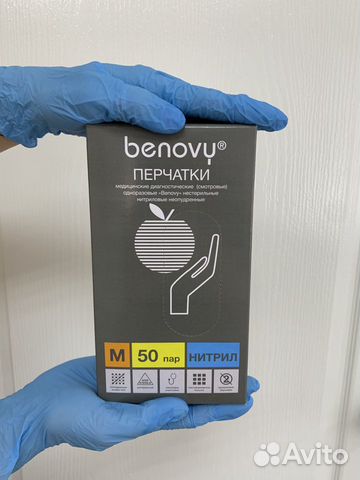 benovy®
ПЕРЧАТКИ
медицинские диагностические (смотровые)
одноразовые «Benovy» нестерильные
нитриловые неопудренные
M 50 пар НИТРИЛ
Avito